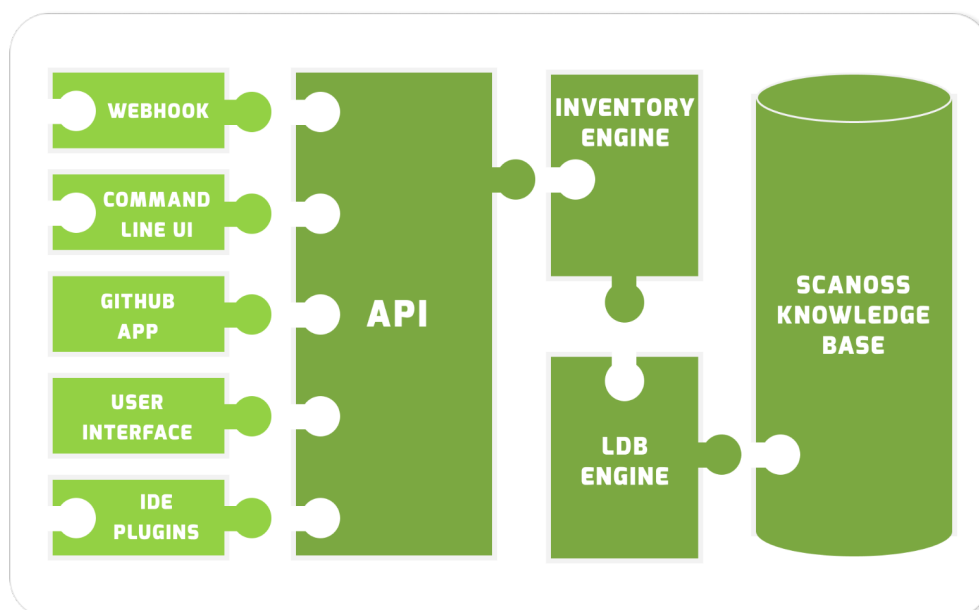 WEBHOOK
COMMAND
LINE UI
GITHUB
APP
USER
INTERFACE
IDE
PLUGINS
API
INVENTORY
ENGINE
LDB
ENGINE
SCANOSS
KNOWLEDGE
BASE